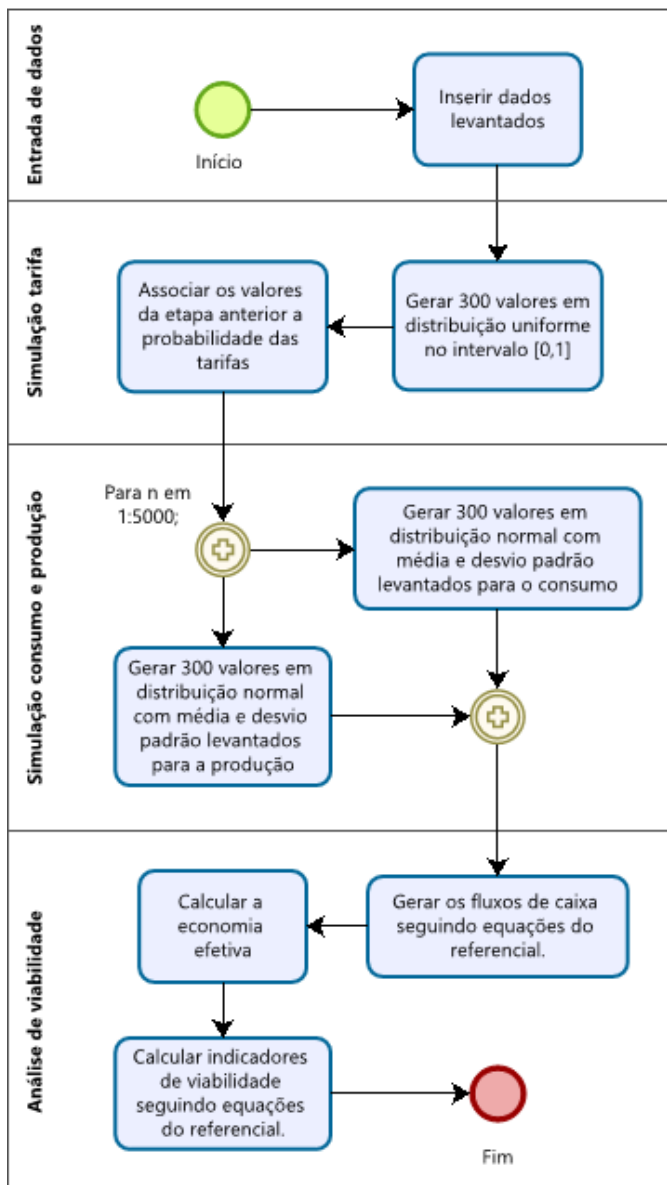 Entrada de dados
Início
Inserir dados
levantados
Simulação tarifa
Gerar 300 valores em
distribuição uniforme
no intervalo [0,1]
Associar os valores
da etapa anterior a
probabilidade das
tarifas
Simulação consumo e produção
Para n em
1:5000;
Gerar 300 valores em
distribuição normal com
média e desvio padrão
levantados para o consumo
Gerar 300 valores em
distribuição normal
com média e desvio
padrão levantados
para a produção
Análise de viabilidade
Gerar os fluxos de caixa
seguindo equações do
referencial.
Calcular a
economia
efetiva
Calcular indicadores
de viabilidade
seguindo equações
do referencial.
Fim